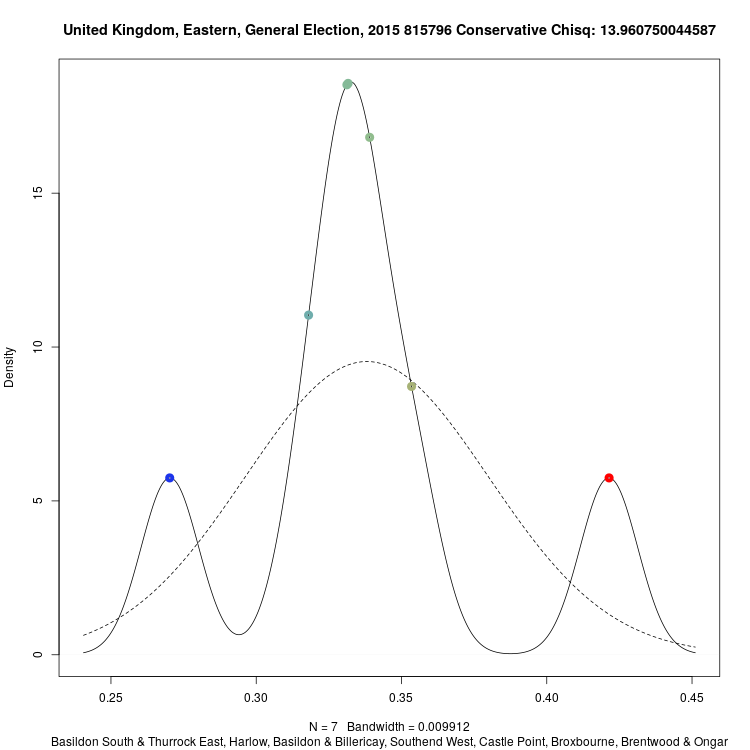 United Kingdom, Eastern, General Election, 2015 815796 Conservative Chisq: 13.960750044587
Density
15
10
5
0
0.25 0.30 0.35 0.40 0.45
N = 7 Bandwidth = 0.009912
Basildon South & Thurrock East, Harlow, Basildon & Billericay, Southend West, Castle Point, Broxbourne, Brentwood & Ongar